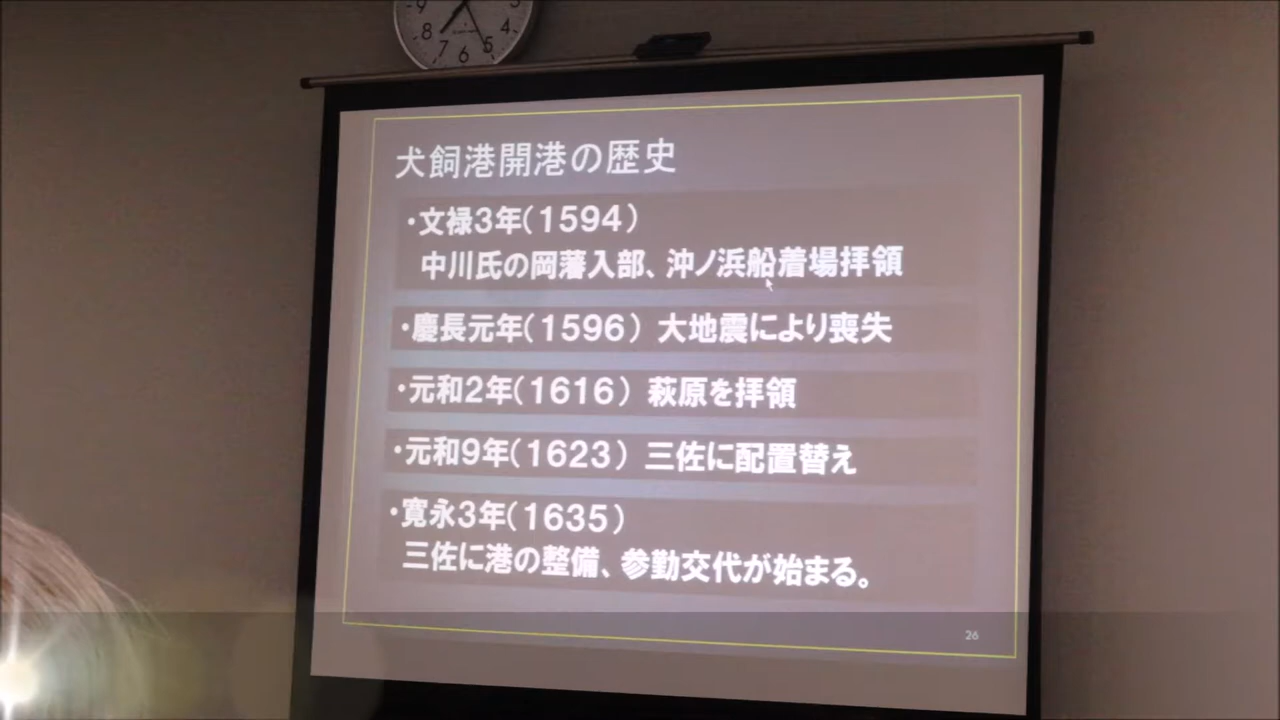 8 7 6 5
犬飼港開港の歴史
・文禄3年(1594)
中川氏の岡藩入部、沖ノ浜船着場拝領
・慶長元年(1596) 大地震により喪失
・元和2年(1616) 萩原を拝領
・元和9年(1623) 三佐に配置替え
・寛永3年(1635)
三佐に港の整備、参勤交代が始まる。
26